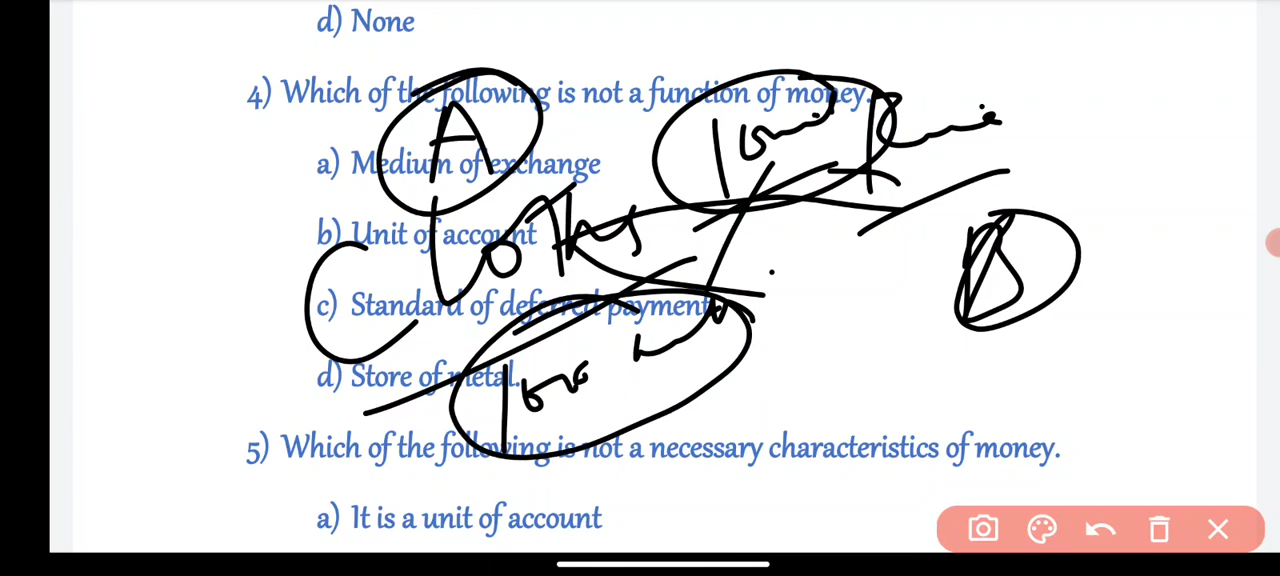 d) None
4) Which of the following is not a function of money.
a) Medium of exchange
b) Unit of account
c) Standard of deferred payment
d) Store of metal.
5) Which of the following is not a necessary characteristics of money.
a) It is a unit of account
A
B